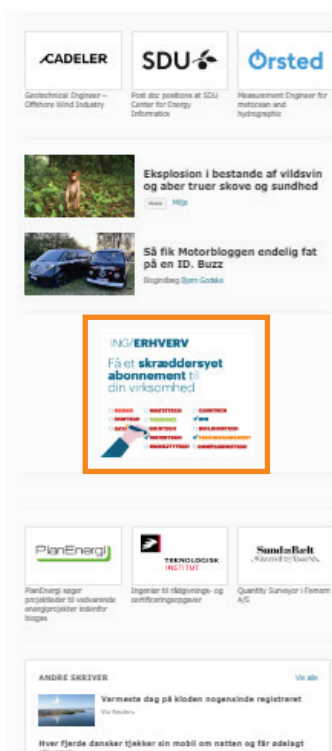 CADELER
SDU
Ørsted
Geotechnical Engineer –
Offshore Wind Industry
Post doc positions at SDU
Center for Energy
Informatics
Measurement Engineer for
metocean and
hydrographic
Eksplosion i bestande af vildsvin
og aber truer skove og sundhed
Miljø
Så fik Motorbloggen endelig fat
på en ID. Buzz
Blogindlæg Bjørn Godske
ING/ERHVERV
Få et skræddersyet
abonnement til
din virksomhed
PlanEnergi
TEKNOLOGISK
INSTITUT
Sund&Bælt
PlanEnergi søger
projektleder til vedvarende
energiprojekter indenfor
biogas
Ingeniør til rådgivnings- og
certificeringsopgaver
Quantity Surveyor i Femern
A/S
ANDRE SKRIVER
Vis alle
Varmeste dag på kloden nogensinde registreret
Via Reuters
Hver fjerde dansker tjekker sin mobil om natten og får ødelagt